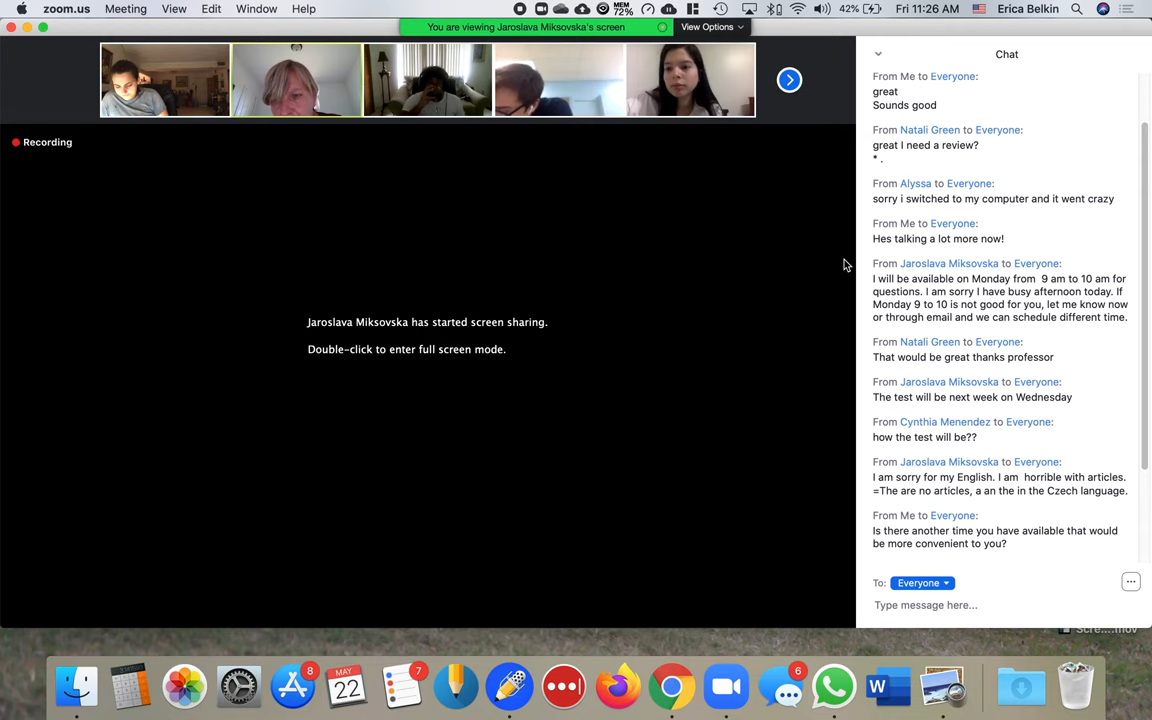 zoom.us Meeting View Edit Window Help MEM 72% 42% Fri 11:26 AM Erica Belkin
You are viewing Jaroslava Miksovska's screen View Options
Recording
Jaroslava Miksovska has started screen sharing.
Double-click to enter full screen mode.
Chat
From Me to Everyone:
great
Sounds good
From Natali Green to Everyone:
great I need a review?
* .
From Alyssa to Everyone:
sorry i switched to my computer and it went crazy
From Me to Everyone:
Hes talking a lot more now!
From Jaroslava Miksovska to Everyone:
I will be available on Monday from 9 am to 10 am for
questions. I am sorry I have busy afternoon today. If
Monday 9 to 10 is not good for you, let me know now
or through email and we can schedule different time.
From Natali Green to Everyone:
That would be great thanks professor
From Jaroslava Miksovska to Everyone:
The test will be next week on Wednesday
From Cynthia Menendez to Everyone:
how the test will be??
From Jaroslava Miksovska to Everyone:
I am sorry for my English. I am horrible with articles.
=The are no articles, a an the in the Czech language.
From Me to Everyone:
Is there another time you have available that would
be more convenient to you?
To: Everyone
Type message here...
Scre....mov
8
MAY
22
7
6
W